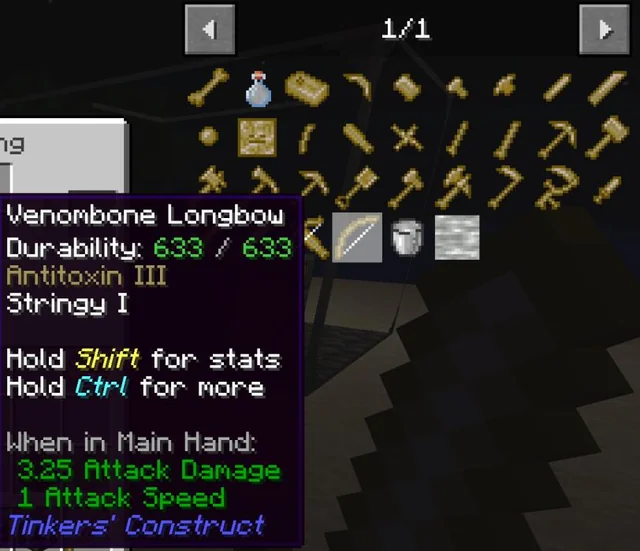 1/1
ng
Venombone Longbow
Durability: 633 / 633
Antitoxin III
Stringy I
Hold Shift for stats
Hold Ctrl for more
When in Main Hand:
3.25 Attack Damage
1 Attack Speed
Tinkers' Construct